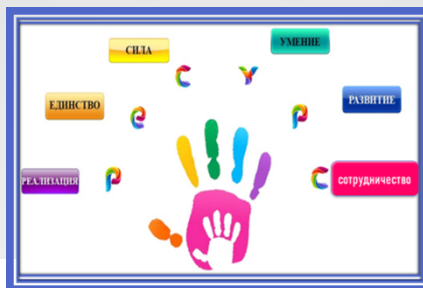 СИЛА
УМЕНИЕ
С У
ЕДИНСТВО
РАЗВИТИЕ
е р
РЕАЛИЗАЦИЯ
р с
сотрудничество